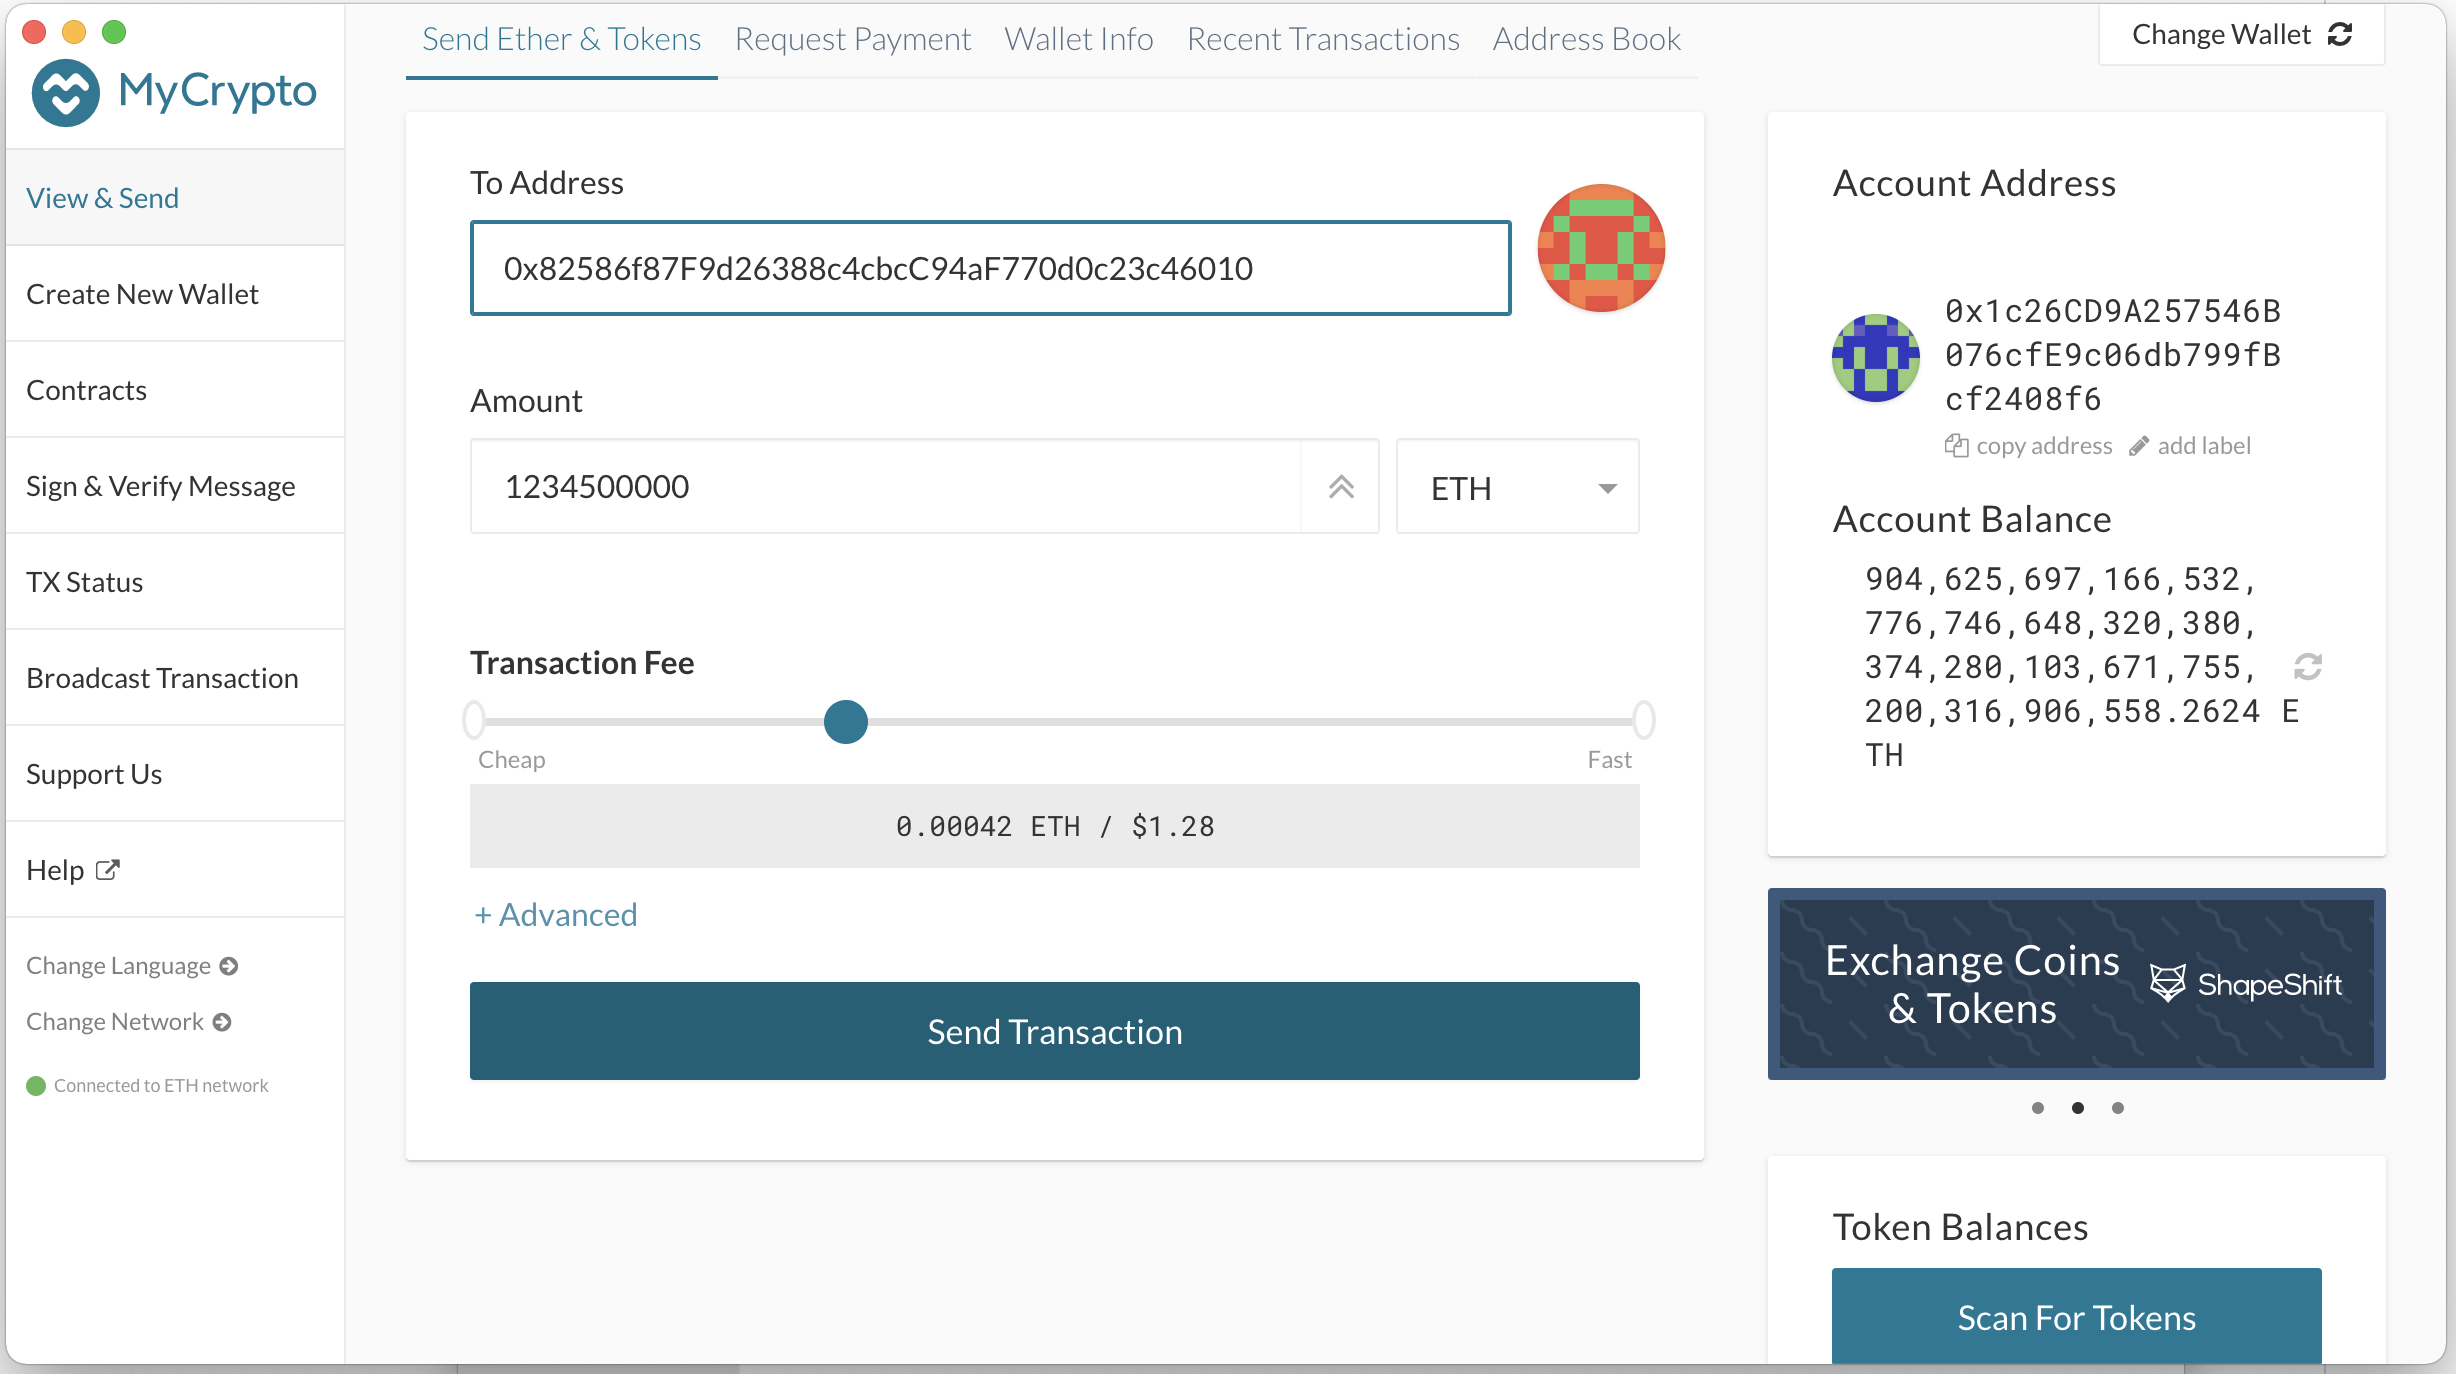 Send Ether & Tokens
Request Payment
Wallet Info
Recent Transactions
Address Book
Change Wallet
MyCrypto
View & Send
Create New Wallet
Contracts
Sign & Verify Message
TX Status
Broadcast Transaction
Support Us
Help
Change Language
Change Network
Connected to ETH network
To Address
0x82586f87F9d26388c4cbcC94aF770d0c23c46010
Amount
1234500000
ETH
Transaction Fee
Cheap
Fast
0.00042 ETH / $1.28
+ Advanced
Send Transaction
Account Address
0x1c26CD9A257546B
076cfE9c06db799fB
cf2408f6
copy address
add label
Account Balance
904,625,697,166,532,
776,746,648,320,380,
374,280,103,671,755,
200,316,906,558.2624 E
TH
Exchange Coins
& Tokens
ShapeShift
Token Balances
Scan For Tokens